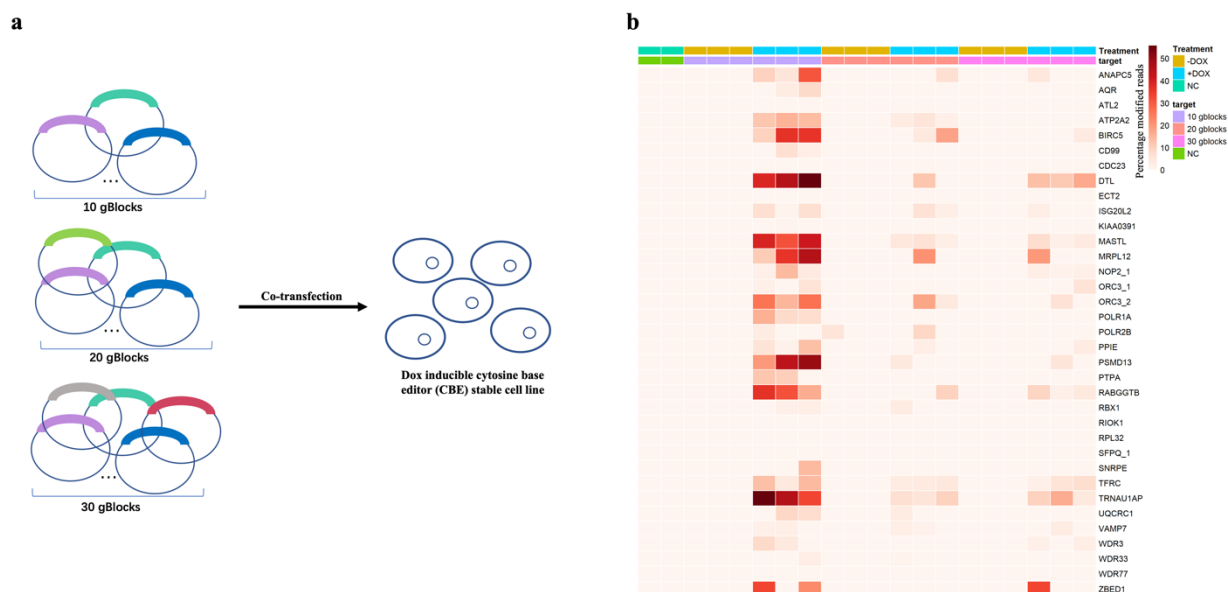 a
...
10 gBlocks
...
20 gBlocks
...
30 gBlocks
Co-transfection
Dox inducible cytosine base
editor (CBE) stable cell line
b
Treatment
target
ANAPC5
AQR
ATL2
ATP2A2
BIRC5
CD99
CDC23
DTL
ECT2
ISG20L2
KIAA0391
MASTL
MRPL12
NOP2_1
ORC3_1
ORC3_2
POLR1A
POLR2B
PPIE
PSMD13
PTPA
RABGGTB
RBX1
RIOK1
RPL32
SFPQ_1
SNRPE
TFRC
TRNAU1AP
UQCRC1
VAMP7
WDR3
WDR33
WDR77
ZBED1
Percentage modified reads
50
40
30
20
10
0
Treatment
-DOX
+DOX
NC
target
10 gblocks
20 gblocks
30 gblocks
NC